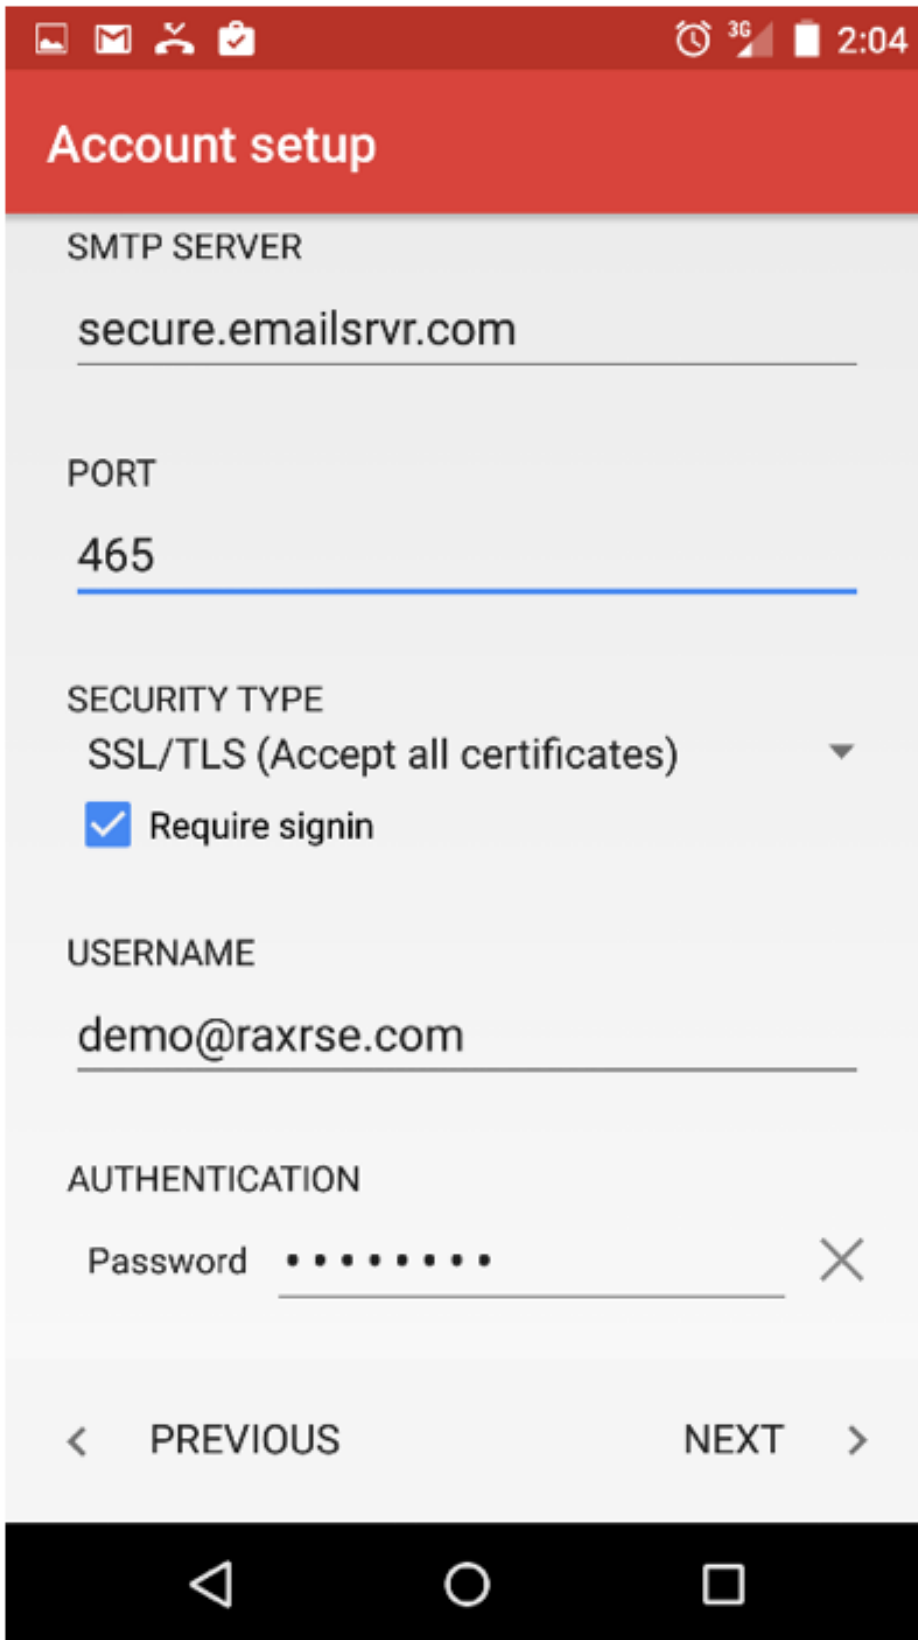 3G 2:04
Account setup
SMTP SERVER
secure.emailsrvr.com
PORT
465
SECURITY TYPE
SSL/TLS (Accept all certificates)
Require signin
USERNAME
demo@raxrse.com
AUTHENTICATION
Password ••••••••
PREVIOUS NEXT